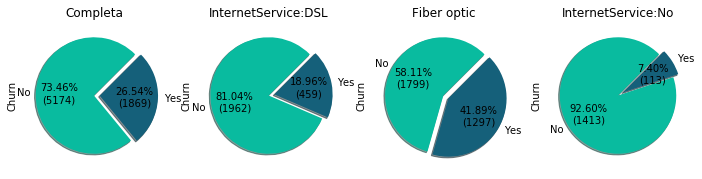 Completa
Churn
No
73.46%
(5174)
26.54%
(1869)
Yes
InternetService:DSL
Churn
No
81.04%
(1962)
18.96%
(459)
Yes
Fiber optic
Churn
No
58.11%
(1799)
41.89%
(1297)
Yes
InternetService:No
Churn
No
92.60%
(1413)
7.40%
(113)
Yes